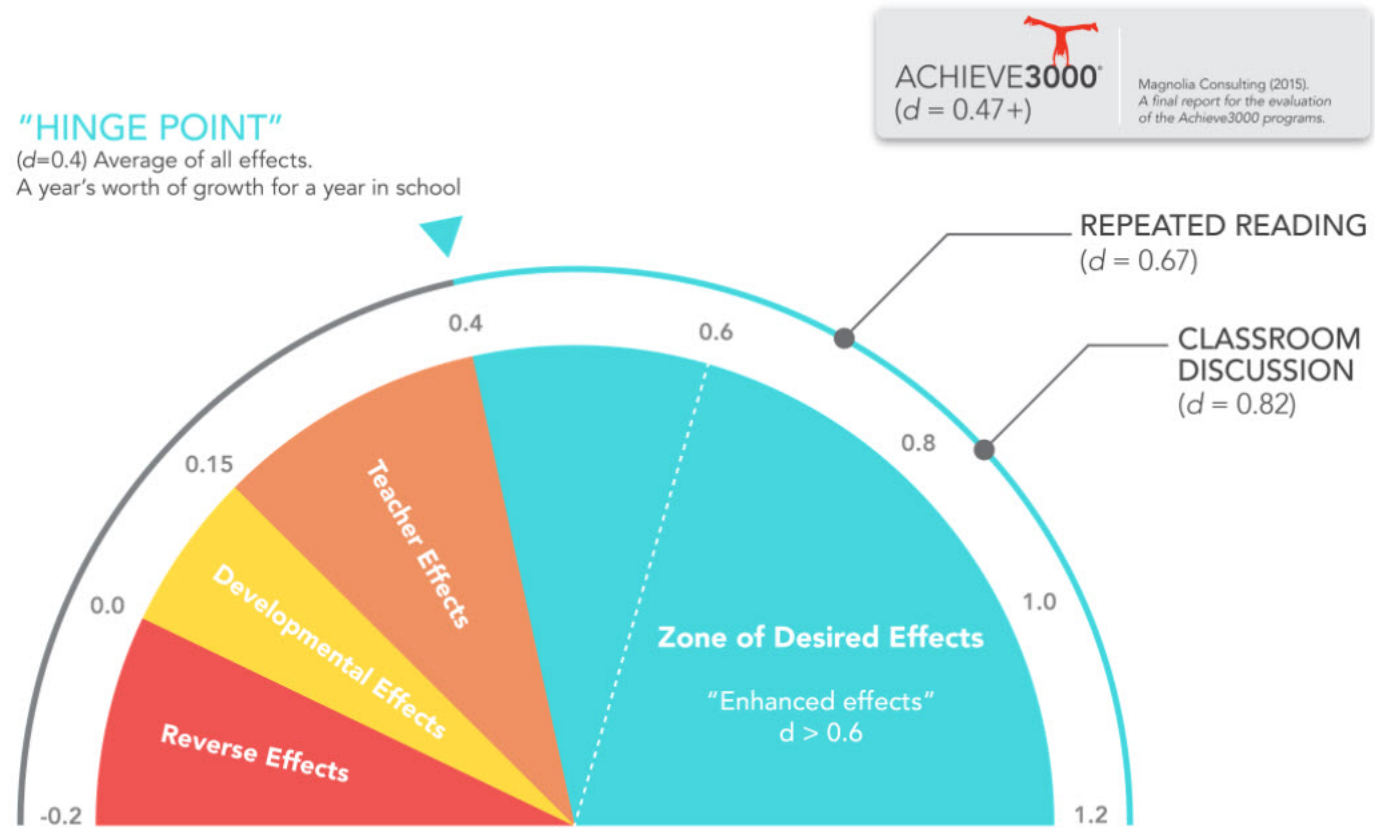 ACHIEVE3000®
(d = 0.47+)
Magnolia Consulting (2015).
A final report for the evaluation
of the Achieve3000 programs.
"HINGE POINT"
(d=0.4) Average of all effects.
A year's worth of growth for a year in school
REPEATED READING
(d = 0.67)
CLASSROOM
DISCUSSION
(d = 0.82)
-0.2
0.0
0.15
0.4
0.6
0.8
1.0
1.2
Reverse Effects
Developmental Effects
Teacher Effects
Zone of Desired Effects
"Enhanced effects"
d > 0.6